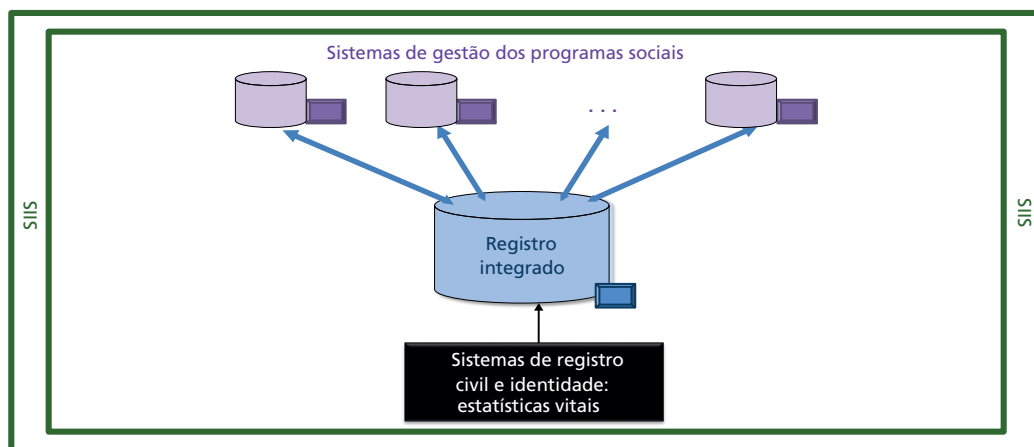 Sistemas de gestão dos programas sociais
. . .
SIIS
SIIS
Registro
integrado
Sistemas de registro
civil e identidade:
estatísticas vitais